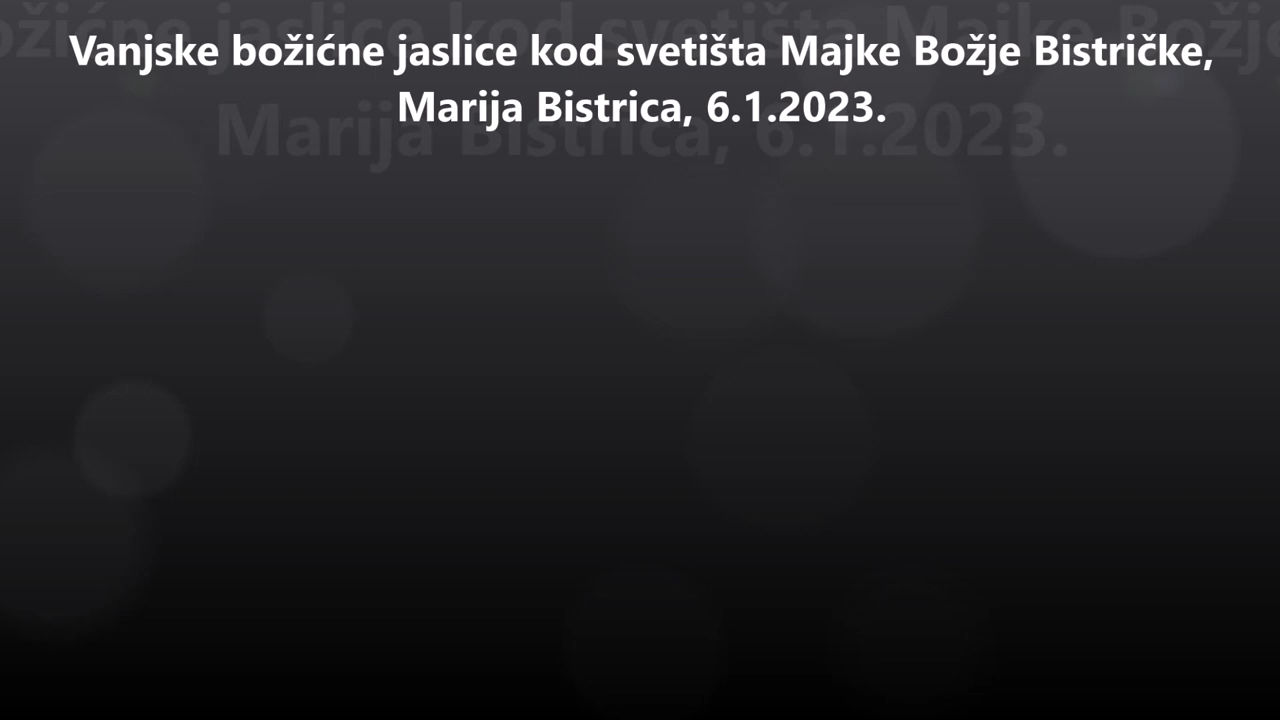 Vanjske božićne jaslice kod svetišta Majke Božje Bistričke,
Marija Bistrica, 6.1.2023.